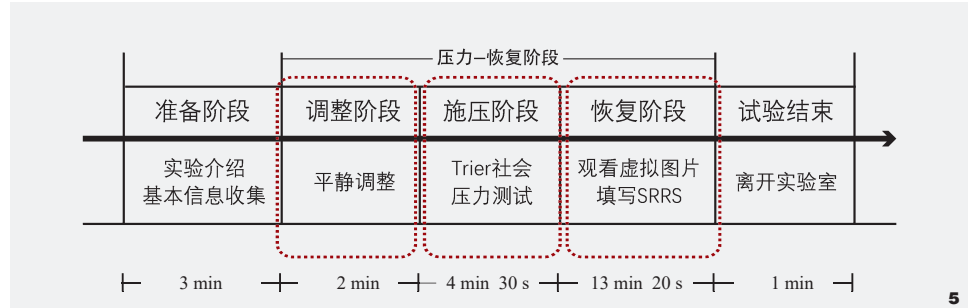 压力—恢复阶段
准备阶段
调整阶段
施压阶段
恢复阶段
试验结束
实验介绍
基本信息收集
平静调整
Trier社会
压力测试
观看虚拟图片
填写SRRS
离开实验室
3 min
2 min
4 min 30 s
13 min 20 s
1 min
5